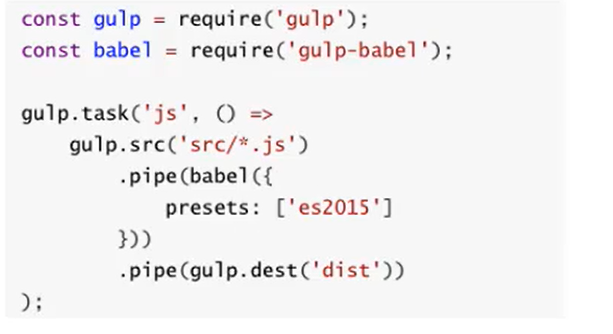 const gulp = require('gulp');
const babel = require('gulp-babel');

gulp.task('js', () =>
    gulp.src('src/*.js')
        .pipe(babel({
            presets: ['es2015']
        }))
        .pipe(gulp.dest('dist'))
);